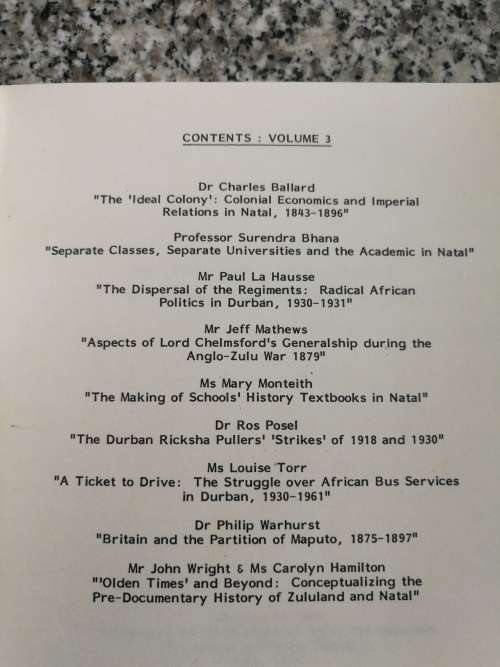 CONTENTS : VOLUME 3
Dr Charles Ballard
"The 'Ideal Colony': Colonial Economics and Imperial
Relations in Natal, 1843-1896"
Professor Surendra Bhana
"Separate Classes, Separate Universities and the Academic in Natal"
Mr Paul La Hausse
"The Dispersal of the Regiments: Radical African
Politics in Durban, 1930-1931"
Mr Jeff Mathews
"Aspects of Lord Chelmsford's Generalship during the
Anglo-Zulu War 1879"
Ms Mary Monteith
"The Making of Schools' History Textbooks in Natal"
Dr Ros Posel
"The Durban Ricksha Pullers' 'Strikes' of 1918 and 1930"
Ms Louise Torr
"A Ticket to Drive: The Struggle over African Bus Services
in Durban, 1930-1961"
Dr Philip Warhurst
"Britain and the Partition of Maputo, 1875-1897"
Mr John Wright & Ms Carolyn Hamilton
"'Olden Times' and Beyond: Conceptualizing the
Pre-Documentary History of Zululand and Natal"